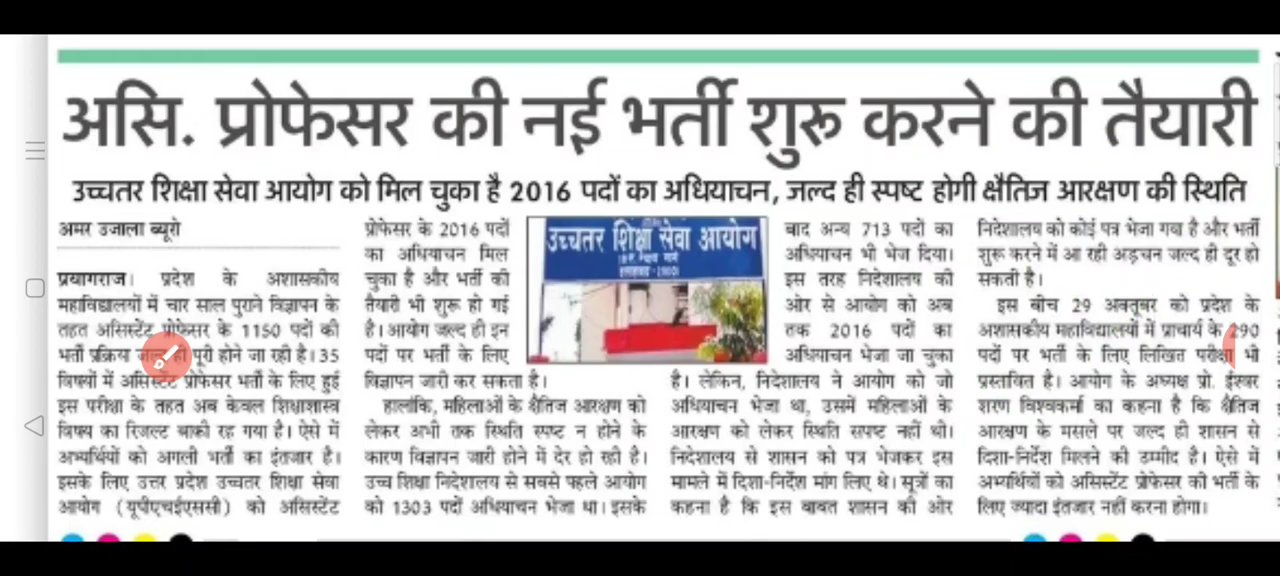 असि. प्रोफेसर की नई भर्ती शुरू करने की तैयारी
उच्चतर शिक्षा सेवा आयोग को मिल चुका है 2016 पदों का अधियाचन, जल्द ही स्पष्ट होगी क्षैतिज आरक्षण की स्थिति
अमर उजाला ब्यूरो
प्रयागराज। प्रदेश के अशासकीय
महाविद्यालयों में चार साल पुराने विज्ञापन के
तहत असिस्टेंट प्रोफेसर के 1150 पदों की
भर्ती प्रक्रिया जल्द ही पूरी होने जा रही है। 35
विषयों में असिस्टेंट प्रोफेसर भर्ती के लिए हुई
इस परीक्षा के तहत अब केवल शिक्षाशास्त्र
विषय का रिजल्ट बाकी रह गया है। ऐसे में
अभ्यर्थियों को अगली भर्ती का इंतजार है।
इसके लिए उत्तर प्रदेश उच्चतर शिक्षा सेवा
आयोग (यूपीएचईएससी) को असिस्टेंट
प्रोफेसर के 2016 पदों
का अधियाचन मिल
चुका है और भर्ती की
तैयारी भी शुरू हो गई
है। आयोग जल्द ही इन
पदों पर भर्ती के लिए
विज्ञापन जारी कर सकता है।
हालांकि, महिलाओं के क्षैतिज आरक्षण को
लेकर अभी तक स्थिति स्पष्ट न होने के
कारण विज्ञापन जारी होने में देर हो रही है।
उच्च शिक्षा निदेशालय से सबसे पहले आयोग
को 1303 पदों अधियाचन भेजा था। इसके
उच्चतर शिक्षा सेवा आयोग
बाद अन्य 713 पदों का
अधियाचन भी भेज दिया।
इस तरह निदेशालय की
ओर से आयोग को अब
तक 2016 पदों का
अधियाचन भेजा जा चुका
है। लेकिन, निदेशालय ने आयोग को जो
अधियाचन भेजा था, उसमें महिलाओं के
आरक्षण को लेकर स्थिति स्पष्ट नहीं थी।
निदेशालय से शासन को पत्र भेजकर इस
मामले में दिशा-निर्देश मांग लिए थे। सूत्रों का
कहना है कि इस बाबत शासन की ओर
निदेशालय को कोई पत्र भेजा गया है और भर्ती
शुरू करने में आ रही अड़चन जल्द ही दूर हो
सकती है।
इस बीच 29 अक्तूबर को प्रदेश के
अशासकीय महाविद्यालयों में प्राचार्य के 290
पदों पर भर्ती के लिए लिखित परीक्षा भी
प्रस्तावित है। आयोग के अध्यक्ष प्रो. ईश्वर
शरण विश्वकर्मा का कहना है कि क्षैतिज
आरक्षण के मसले पर जल्द ही शासन से
दिशा-निर्देश मिलने की उम्मीद है। ऐसे में
अभ्यर्थियों को असिस्टेंट प्रोफेसर की भर्ती के
लिए ज्यादा इंतजार नहीं करना होगा।